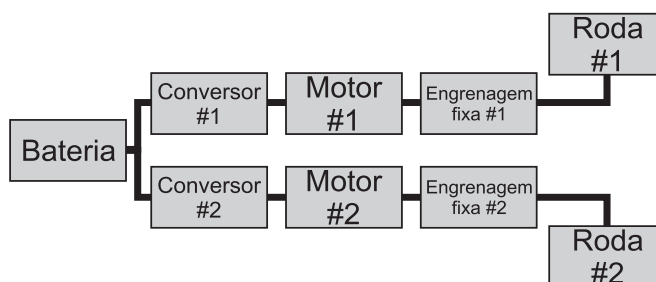 Roda
#1
Conversor
#1
Motor
#1
Engrenagem
fixa #1
Bateria
Conversor
#2
Motor
#2
Engrenagem
fixa #2
Roda
#2